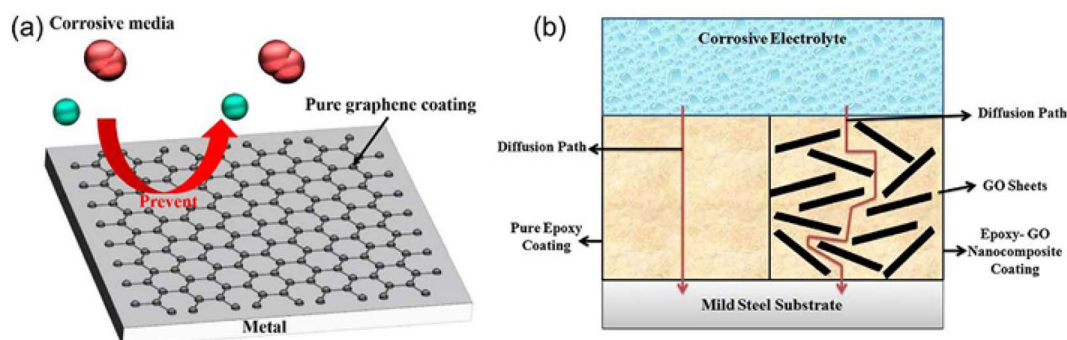 (a)
Corrosive media
Pure graphene coating
Prevent
Metal
(b)
Corrosive Electrolyte
Diffusion Path
Diffusion Path
GO Sheets
Pure Epoxy
Coating
Epoxy- GO
Nanocomposite
Coating
Mild Steel Substrate